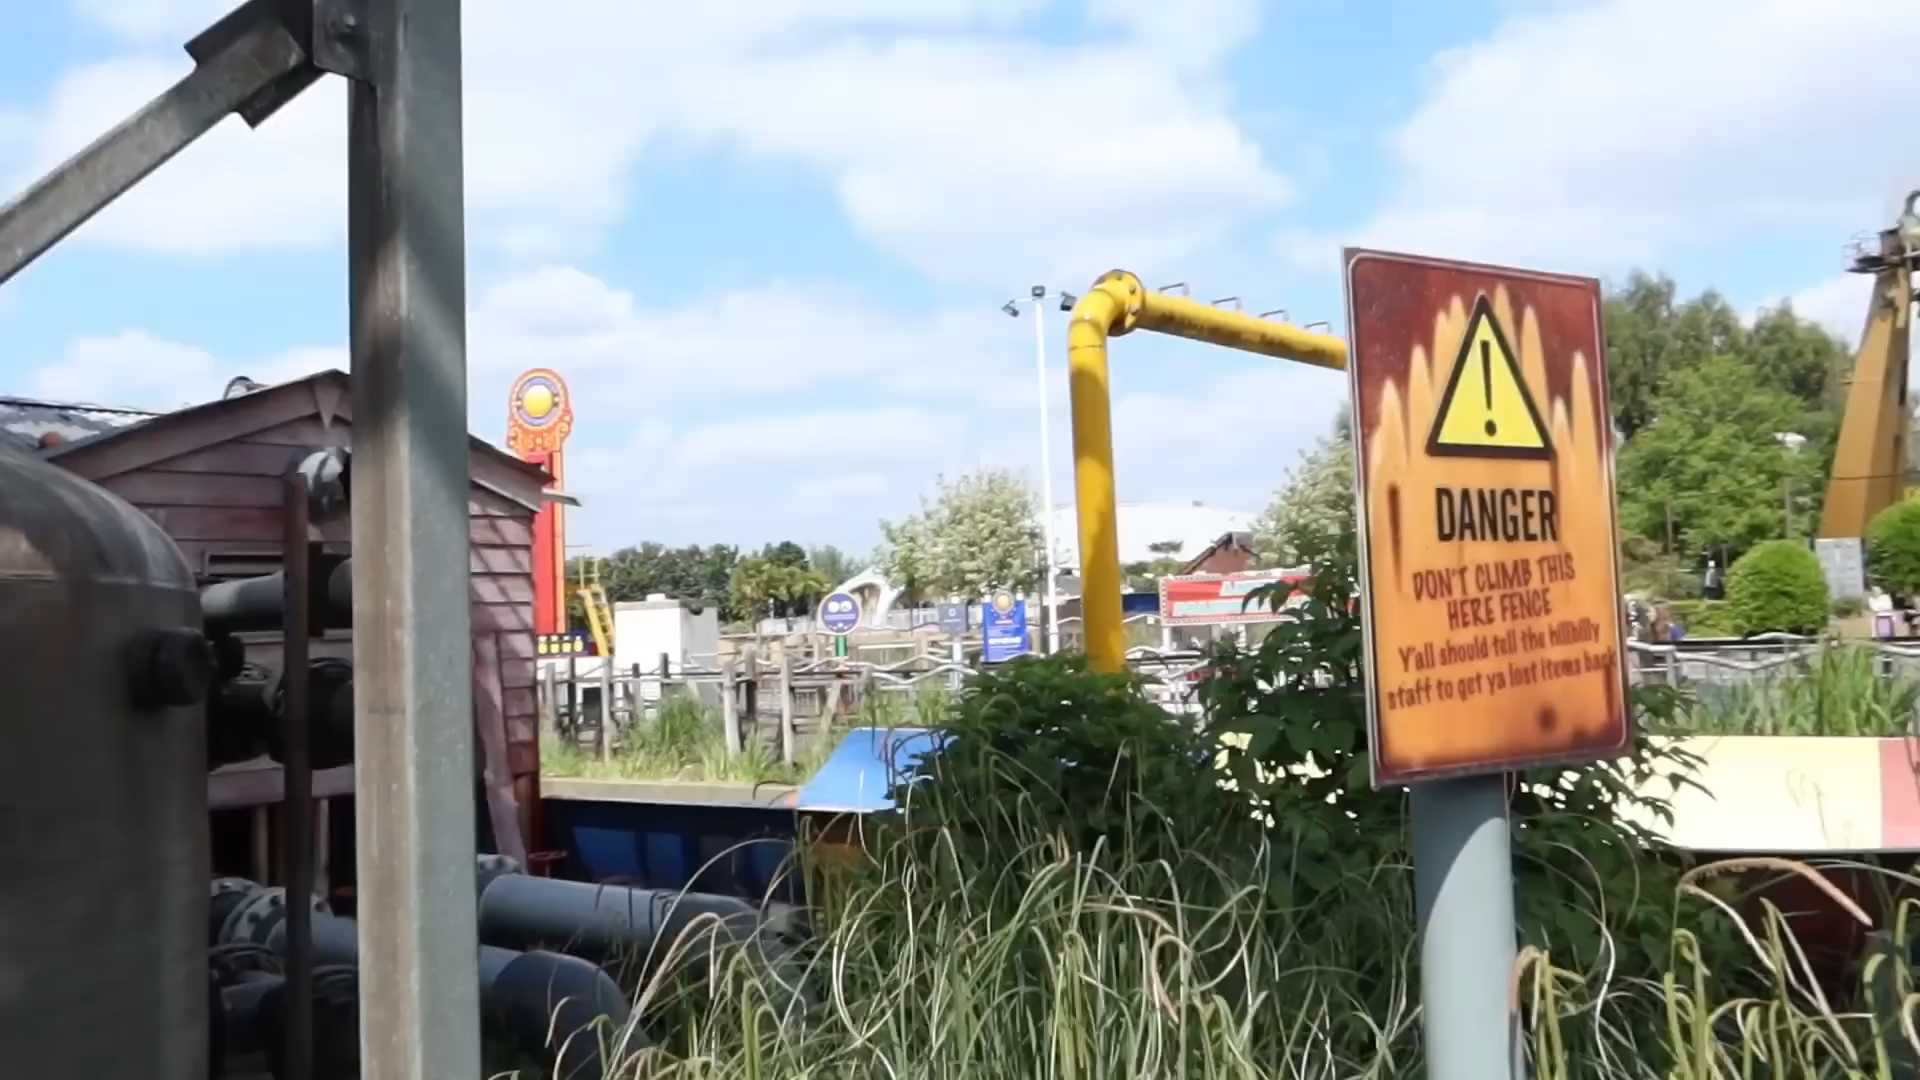 DANGER
DON'T CLIMB THIS
HERE FENCE
Y'all should tell the hillbilly
staff to get ya lost items back